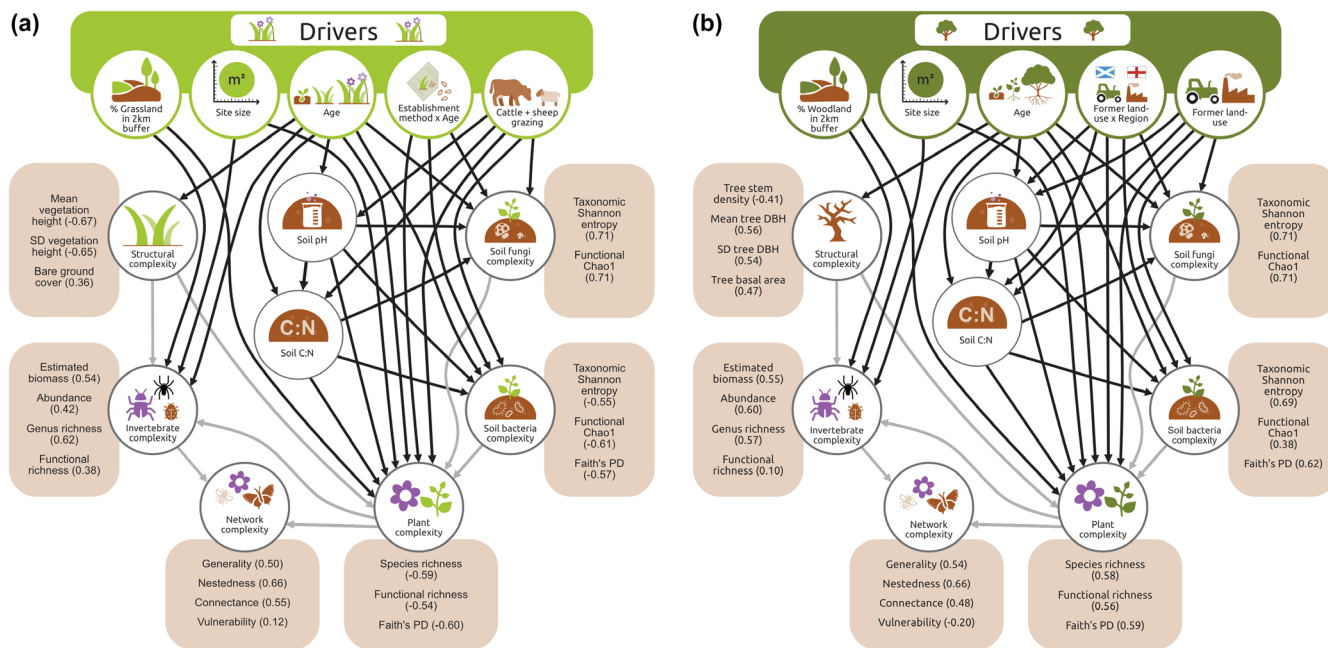 (a)
Drivers
% Grassland
in 2km
buffer
m²
Site size
Age
Establishment
method x Age
Cattle + sheep
grazing
Mean
vegetation
height (-0.67)
SD vegetation
height (-0.65)
Bare ground
cover (0.36)
Structural
complexity
Soil pH
Soil fungi
complexity
Taxonomic
Shannon
entropy
(0.71)
Functional
Chao1
(0.71)
C:N
Soil C:N
Estimated
biomass (0.54)
Abundance
(0.42)
Genus richness
(0.62)
Functional
richness (0.38)
Invertebrate
complexity
Soil bacteria
complexity
Taxonomic
Shannon
entropy
(-0.55)
Functional
Chao1
(-0.61)
Faith's PD
(-0.57)
Network
complexity
Plant
complexity
Generality (0.50)
Nestedness (0.66)
Connectance (0.55)
Vulnerability (0.12)
Species richness
(-0.59)
Functional richness
(-0.54)
Faith's PD (-0.60)
(b)
Drivers
% Woodland
in 2km
buffer
m²
Site size
Age
Former land-
use x Region
Former land-
use
Tree stem
density (-0.41)
Mean tree DBH
(0.56)
SD tree DBH
(0.54)
Tree basal area
(0.47)
Structural
complexity
Soil pH
Soil fungi
complexity
Taxonomic
Shannon
entropy
(0.71)
Functional
Chao1
(0.71)
C:N
Soil C:N
Estimated
biomass (0.55)
Abundance
(0.60)
Genus richness
(0.57)
Functional
richness (0.10)
Invertebrate
complexity
Soil bacteria
complexity
Taxonomic
Shannon
entropy
(0.69)
Functional
Chao1
(0.38)
Faith's PD (0.62)
Network
complexity
Plant
complexity
Generality (0.54)
Nestedness (0.66)
Connectance (0.48)
Vulnerability (-0.20)
Species richness
(0.58)
Functional richness
(0.56)
Faith's PD (0.59)